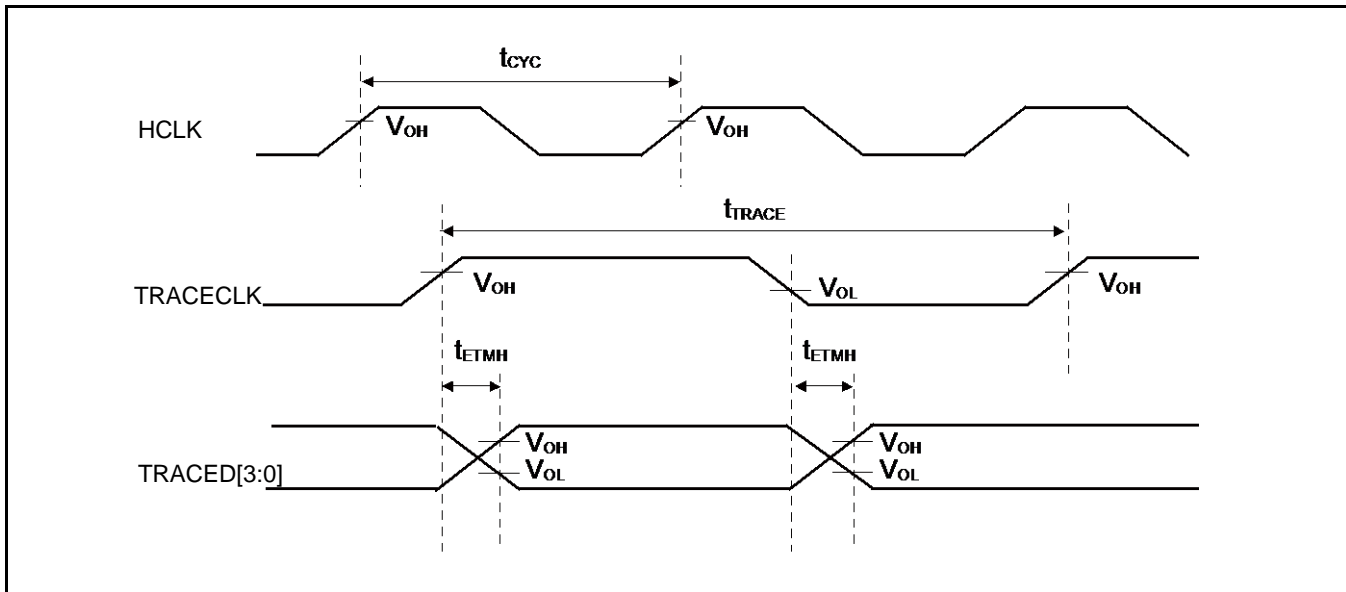 tCYC
HCLK
VOH
VOH
tTRACE
TRACECLK
VOH
VOL
VOH
tETMH
tETMH
TRACED[3:0]
VOH
VOL
VOH
VOL